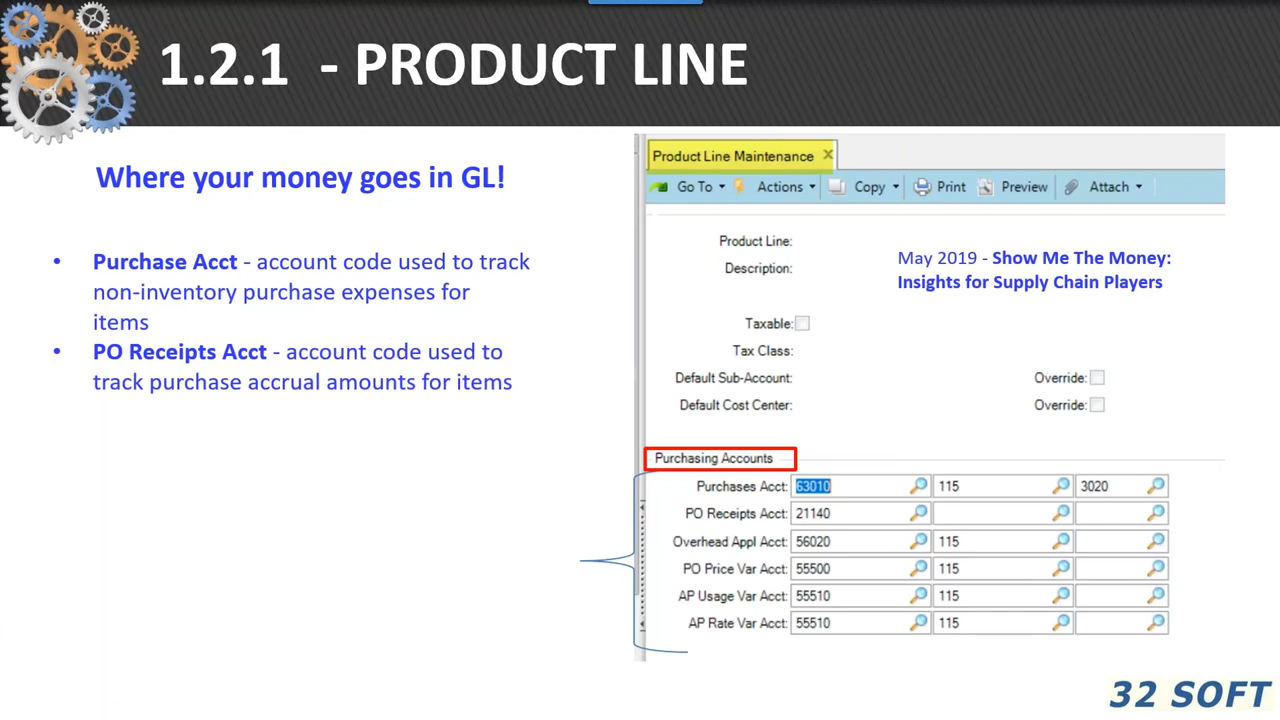 1.2.1 - PRODUCT LINE
Where your money goes in GL!
• Purchase Acct - account code used to track
non-inventory purchase expenses for
items
• PO Receipts Acct - account code used to
track purchase accrual amounts for items
Product Line Maintenance
Go To Actions Copy Print Preview Attach
Product Line:
Description:
May 2019 - Show Me The Money:
Insights for Supply Chain Players
Taxable:
Tax Class:
Default Sub-Account: Override:
Default Cost Center: Override:
Purchasing Accounts
Purchases Acct: 63010 115 3020
PO Receipts Acct: 21140
Overhead Appl Acct: 56020 115
PO Price Var Acct: 55500 115
AP Usage Var Acct: 55510 115
AP Rate Var Acct: 55510 115
32 SOFT